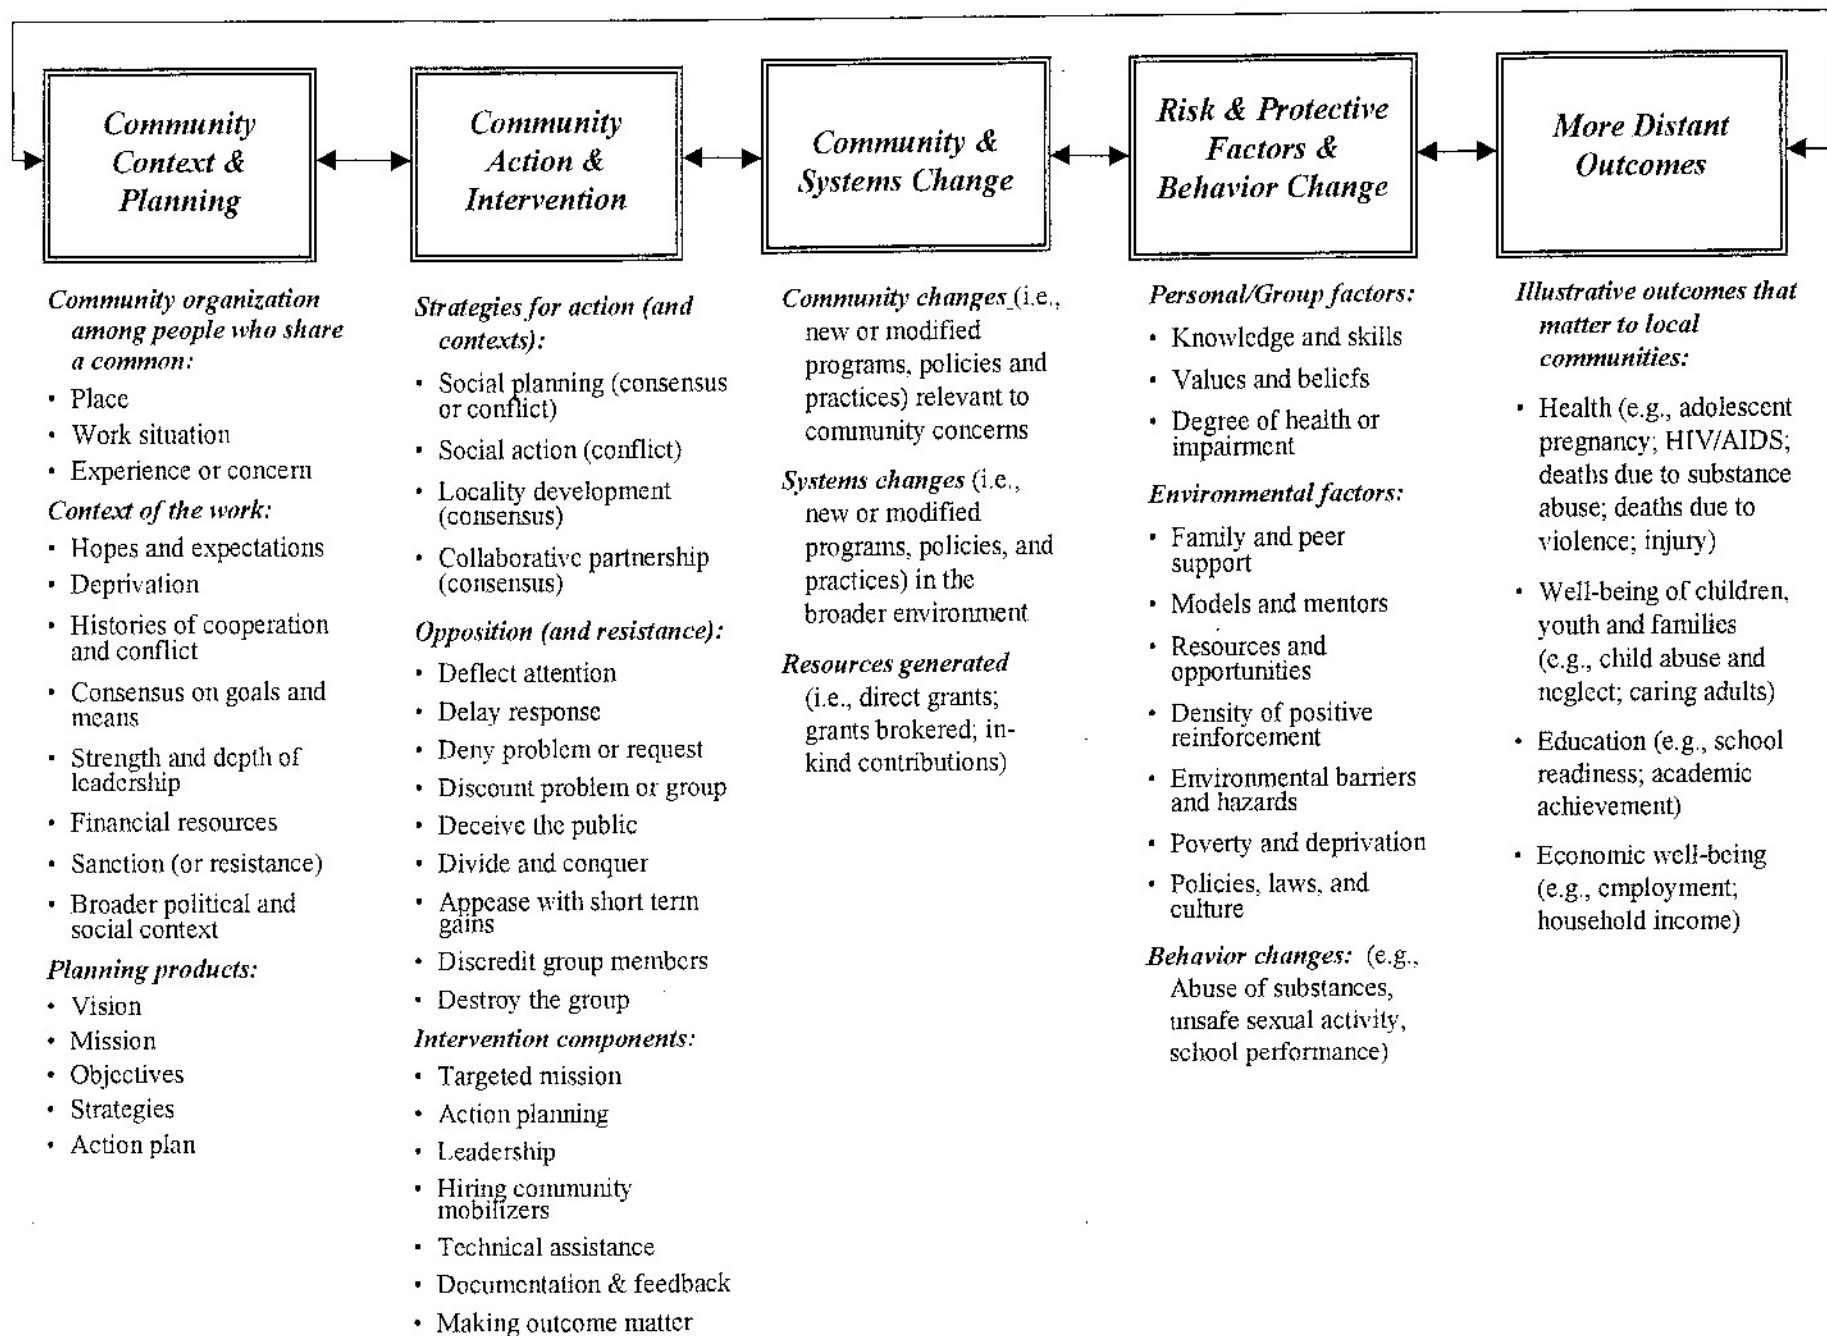 Community
Context &
Planning
Community
Action &
Intervention
Community &
Systems Change
Risk & Protective
Factors &
Behavior Change
More Distant
Outcomes
Community organization
among people who share
a common:
• Place
• Work situation
• Experience or concern
Context of the work:
• Hopes and expectations
• Deprivation
• Histories of cooperation
and conflict
• Consensus on goals and
means
• Strength and depth of
leadership
• Financial resources
• Sanction (or resistance)
• Broader political and
social context
Planning products:
• Vision
• Mission
• Objectives
• Strategies
• Action plan
Strategies for action (and
contexts):
• Social planning (consensus
or conflict)
• Social action (conflict)
• Locality development
(consensus)
• Collaborative partnership
(consensus)
Opposition (and resistance):
• Deflect attention
• Delay response
• Deny problem or request
• Discount problem or group
• Deceive the public
• Divide and conquer
• Appease with short term
gains
• Discredit group members
• Destroy the group
Intervention components:
• Targeted mission
• Action planning
• Leadership
• Hiring community
mobilizers
• Technical assistance
• Documentation & feedback
• Making outcome matter
Community changes (i.e.,
new or modified
programs, policies and
practices) relevant to
community concerns
Systems changes (i.e.,
new or modified
programs, policies, and
practices) in the
broader environment
Resources generated
(i.e., direct grants;
grants brokered; in-
kind contributions)
Personal/Group factors:
• Knowledge and skills
• Values and beliefs
• Degree of health or
impairment
Environmental factors:
• Family and peer
support
• Models and mentors
• Resources and
opportunities
• Density of positive
reinforcement
• Environmental barriers
and hazards
• Poverty and deprivation
• Policies, laws, and
culture
Behavior changes: (e.g.,
Abuse of substances,
unsafe sexual activity,
school performance)
Illustrative outcomes that
matter to local
communities:
• Health (e.g., adolescent
pregnancy; HIV/AIDS;
deaths due to substance
abuse; deaths due to
violence; injury)
• Well-being of children,
youth and families
(e.g., child abuse and
neglect; caring adults)
• Education (e.g., school
readiness; academic
achievement)
• Economic well-being
(e.g., employment;
household income)